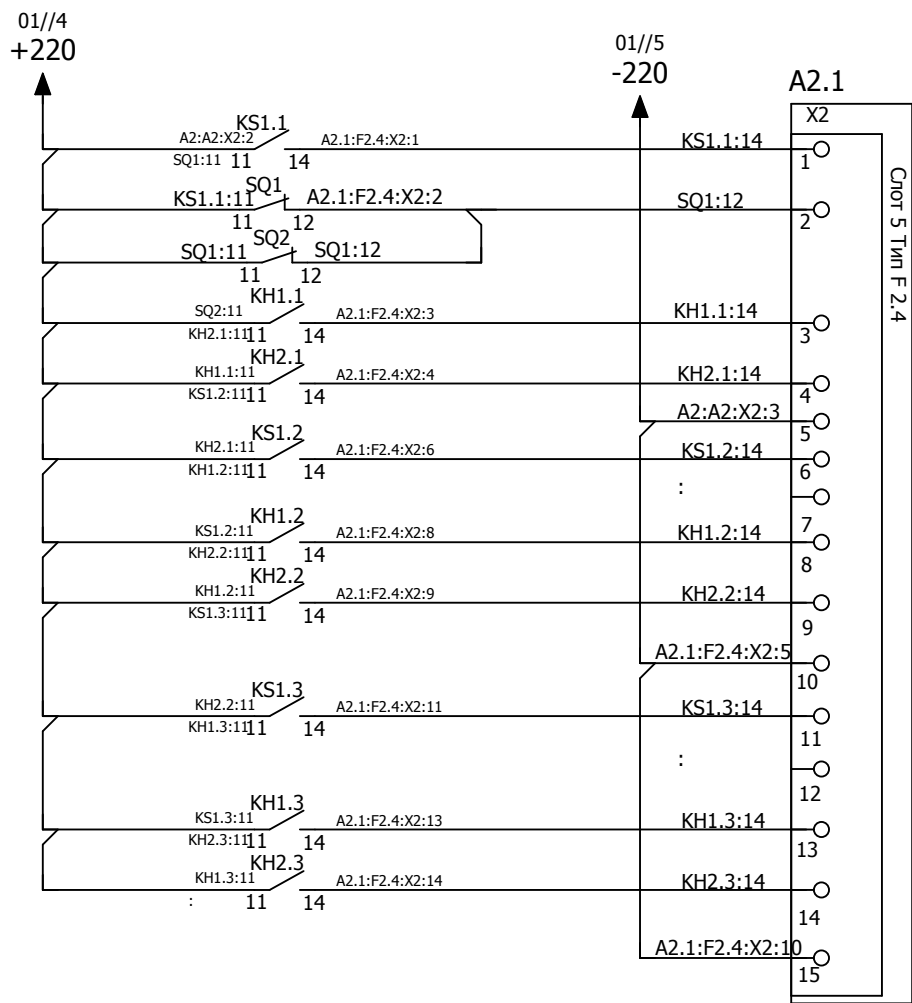 01//4
+220
01//5
-220
A2.1
X2
Слот 5 Тип F 2.4
KS1.1
A2:A2:X2:2
A2.1:F2.4:X2:1
KS1.1:14
SQ1:11
11
14
1
SQ1
KS1.1:11
A2.1:F2.4:X2:2
SQ1:12
11
12
2
SQ2
SQ1:11
SQ1:12
11
12
KH1.1
SQ2:11
A2.1:F2.4:X2:3
KH1.1:14
KH2.1:11
11
14
3
KH2.1
KH1.1:11
A2.1:F2.4:X2:4
KH2.1:14
KS1.2:11
11
14
4
A2:A2:X2:3
5
KS1.2
KH2.1:11
A2.1:F2.4:X2:6
KS1.2:14
KH1.2:11
11
14
6
:
7
KH1.2
KS1.2:11
A2.1:F2.4:X2:8
KH1.2:14
KH2.2:11
11
14
8
KH2.2
KH1.2:11
A2.1:F2.4:X2:9
KH2.2:14
KS1.3:11
11
14
9
A2.1:F2.4:X2:5
10
KS1.3
KH2.2:11
A2.1:F2.4:X2:11
KS1.3:14
KH1.3:11
11
14
11
:
12
KH1.3
KS1.3:11
A2.1:F2.4:X2:13
KH1.3:14
KH2.3:11
11
14
13
KH2.3
KH1.3:11
A2.1:F2.4:X2:14
KH2.3:14
:
11
14
14
A2.1:F2.4:X2:10
15